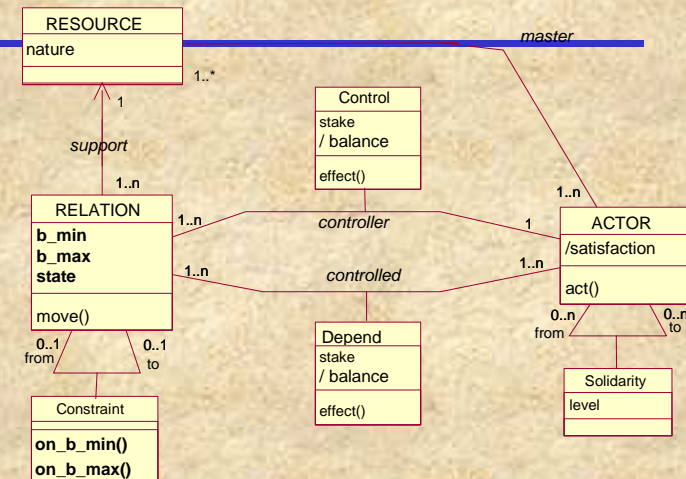 RESOURCE
nature
master
1..*
1
support
1..n
Control
stake
/ balance
effect()
RELATION
b_min
b_max
state
move()
1..n
controller
1
1..n
ACTOR
/satisfaction
act()
1..n
controlled
1..n
0..1
from
0..1
to
Depend
stake
/ balance
effect()
0..n
from
0..n
to
Constraint
on_b_min()
on_b_max()
Solidarity
level